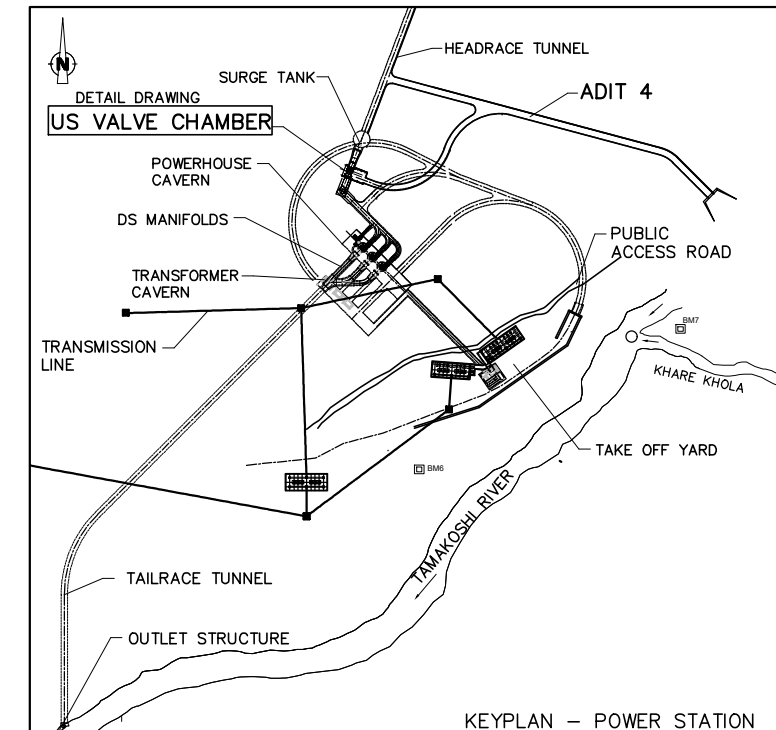 HEADRACE TUNNEL
N
SURGE TANK
ADIT 4
DETAIL DRAWING
US VALVE CHAMBER
POWERHOUSE
CAVERN
DS MANIFOLDS
PUBLIC
ACCESS ROAD
TRANSFORMER
CAVERN
BM7
TRANSMISSION
LINE
KHARE KHOLA
TAKE OFF YARD
BM6
TAMAKOSHI RIVER
TAILRACE TUNNEL
OUTLET STRUCTURE
KEYPLAN – POWER STATION